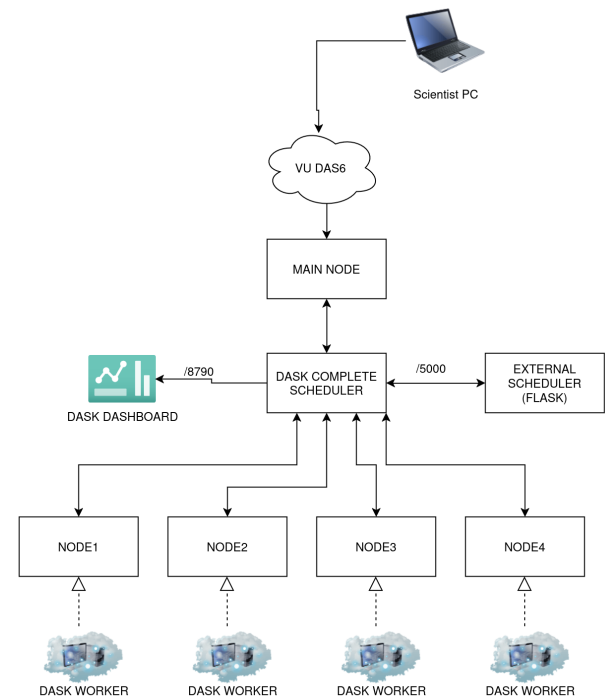 Scientist PC
VU DAS6
MAIN NODE
/8790
DASK COMPLETE
SCHEDULER
/5000
EXTERNAL
SCHEDULER
(FLASK)
DASK DASHBOARD
NODE1
NODE2
NODE3
NODE4
DASK WORKER
DASK WORKER
DASK WORKER
DASK WORKER